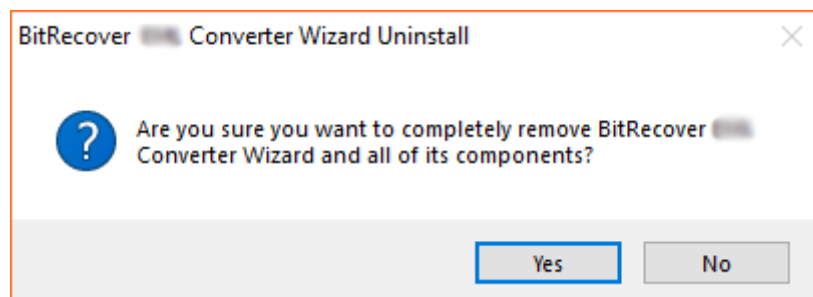 BitRecover Converter Wizard Uninstall
Are you sure you want to completely remove BitRecover
Converter Wizard and all of its components?
Yes
No